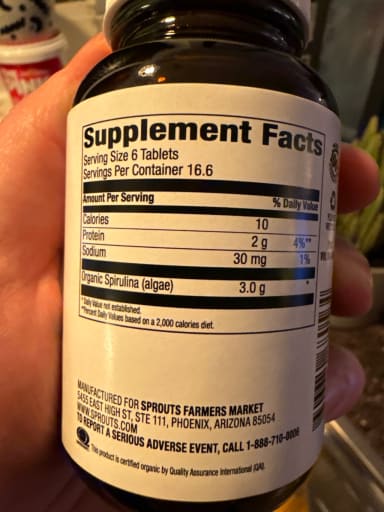 Supplement Facts
Serving Size 6 Tablets
Servings Per Container 16.6
Amount Per Serving % Daily Value
Calories 10
Protein 2 g 4%**
Sodium 30 mg 1%
Organic Spirulina (algae) 3.0 g *
*Daily Value not established.
**Percent Daily Values based on a 2,000 calories diet.
MANUFACTURED FOR SPROUTS FARMERS MARKET
5455 EAST HIGH ST, STE 111, PHOENIX, ARIZONA 85054
WWW.SPROUTS.COM
TO REPORT A SERIOUS ADVERSE EVENT, CALL 1-888-710-0006
This product is certified organic by Quality Assurance International (QAI).